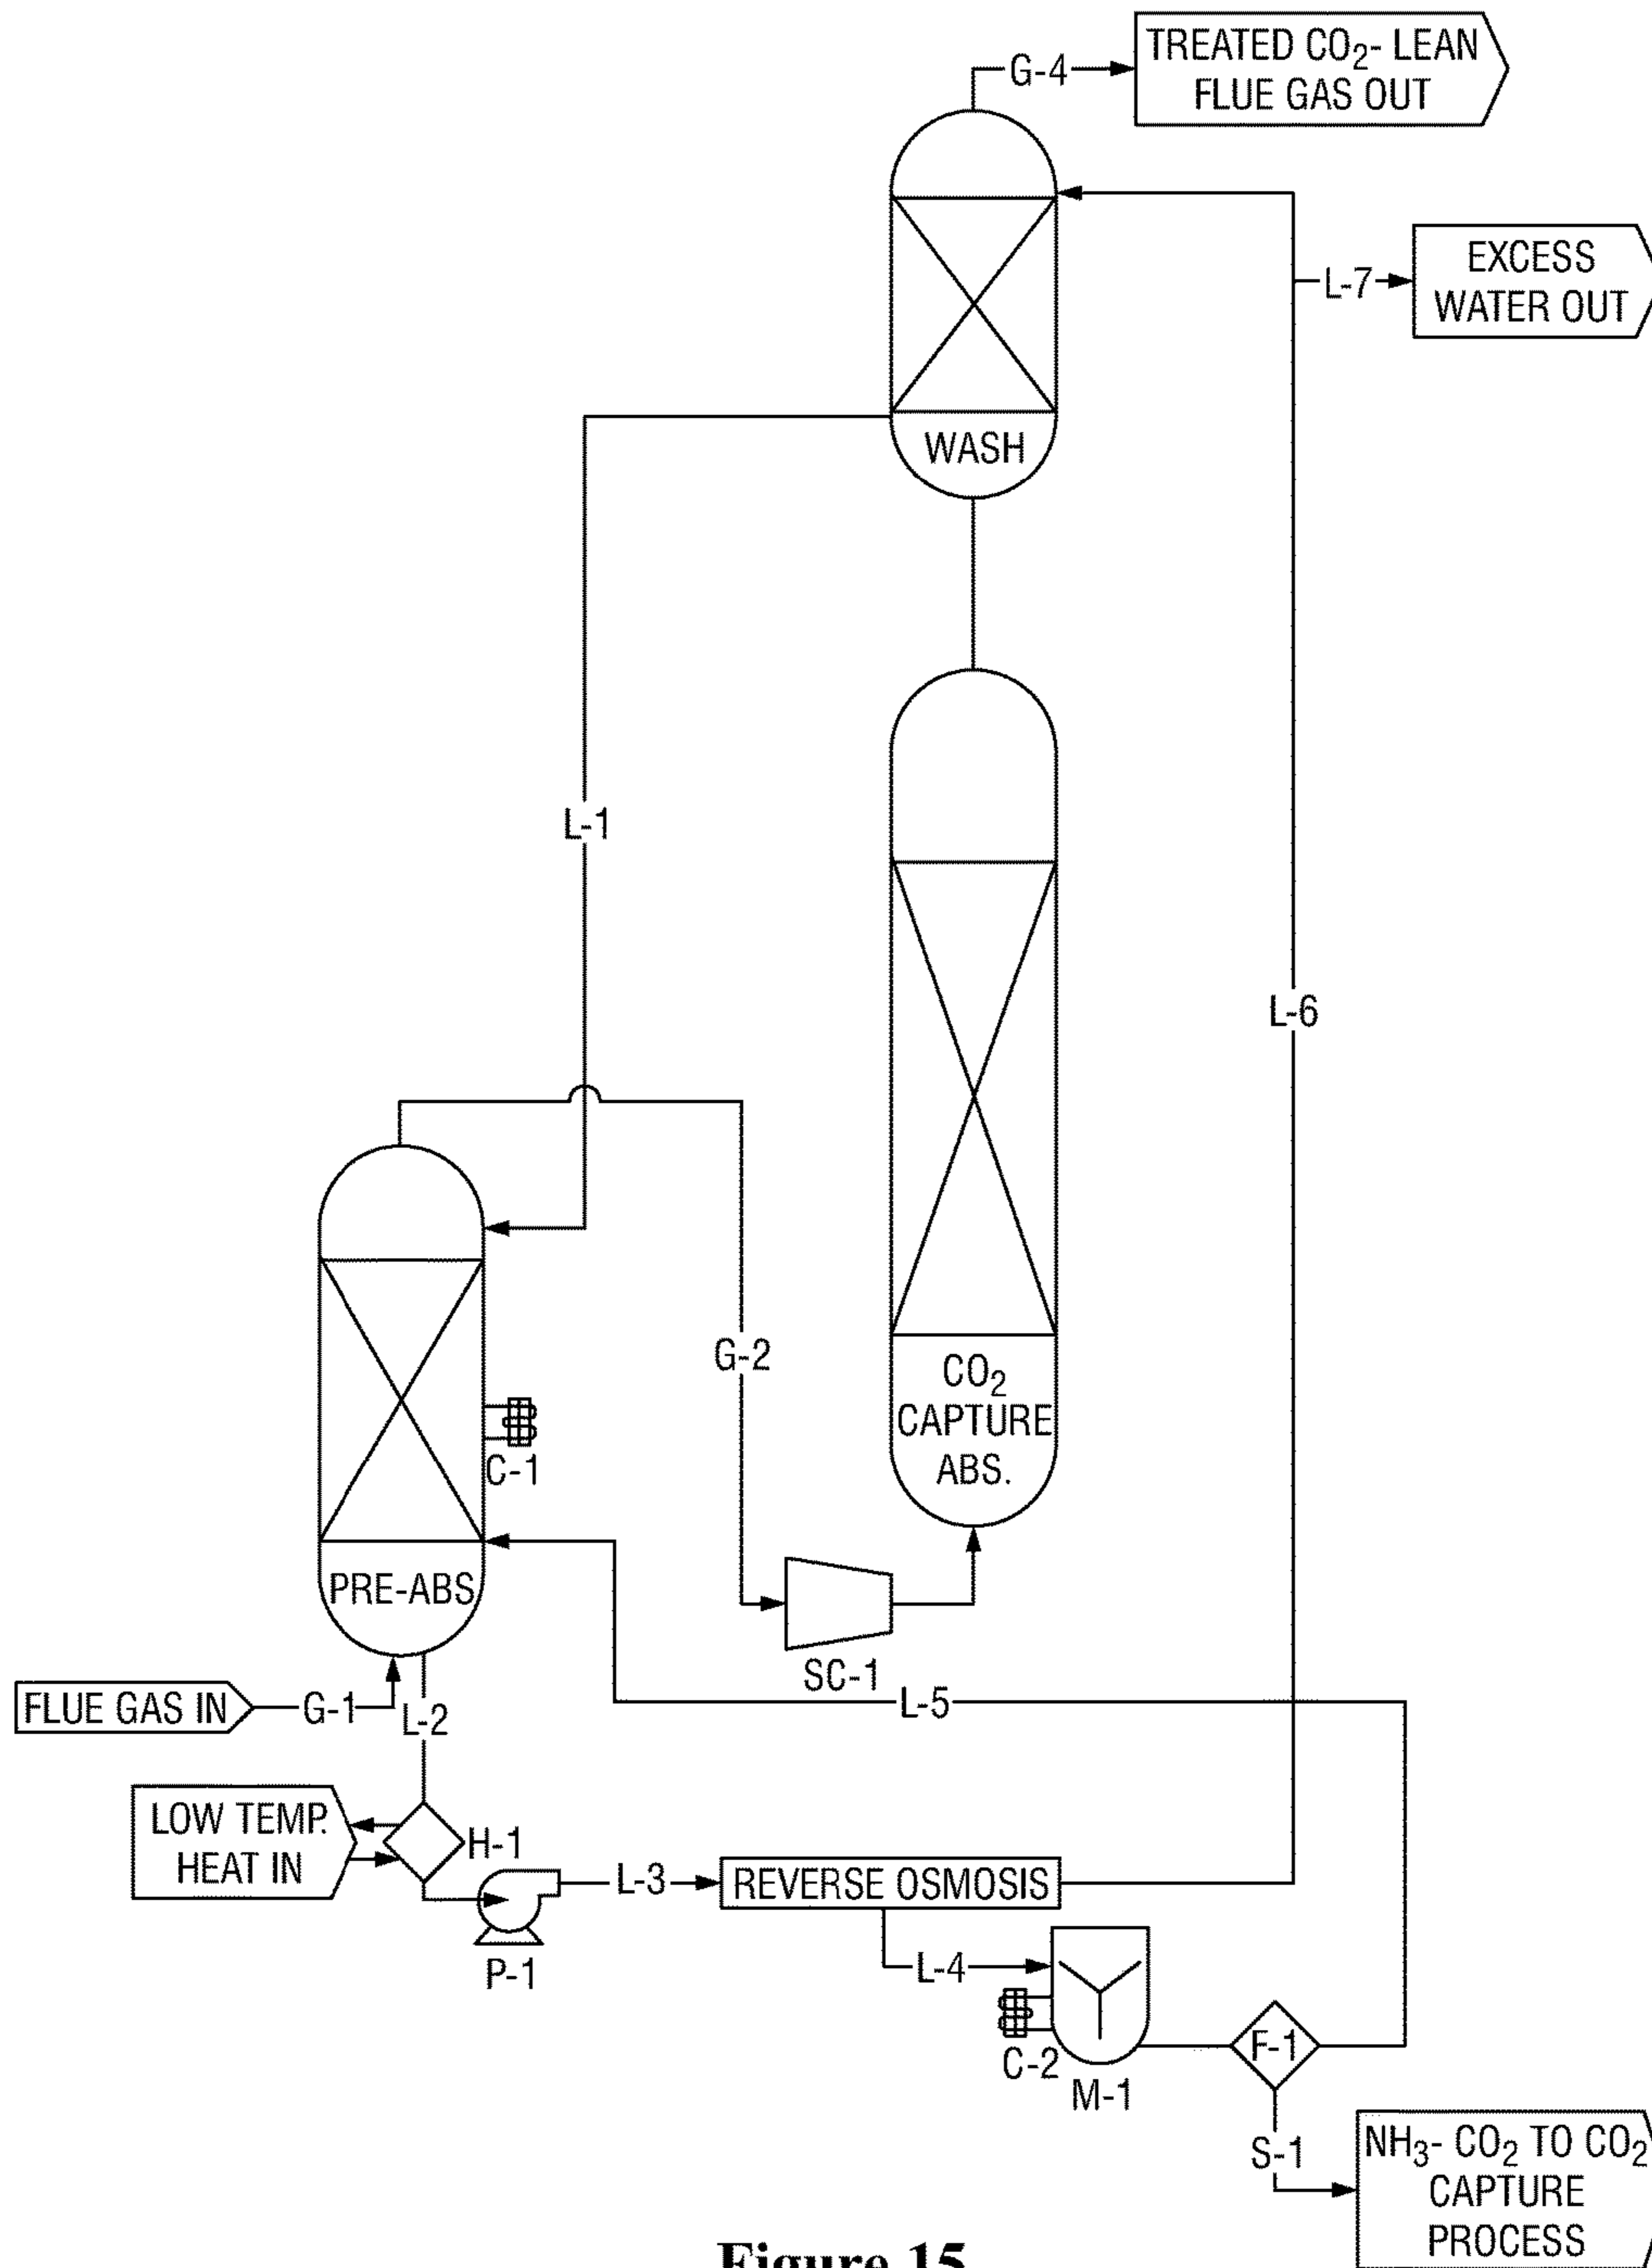 G-4
TREATED CO₂- LEAN
FLUE GAS OUT
EXCESS
WATER OUT
L-7
WASH
L-1
L-6
G-2
CO₂
CAPTURE
ABS.
C-1
PRE-ABS
SC-1
FLUE GAS IN
G-1
L-2
L-5
LOW TEMP.
HEAT IN
H-1
L-3
REVERSE OSMOSIS
P-1
L-4
C-2
M-1
F-1
S-1
NH₃- CO₂ TO CO₂
CAPTURE
PROCESS
Figure 15